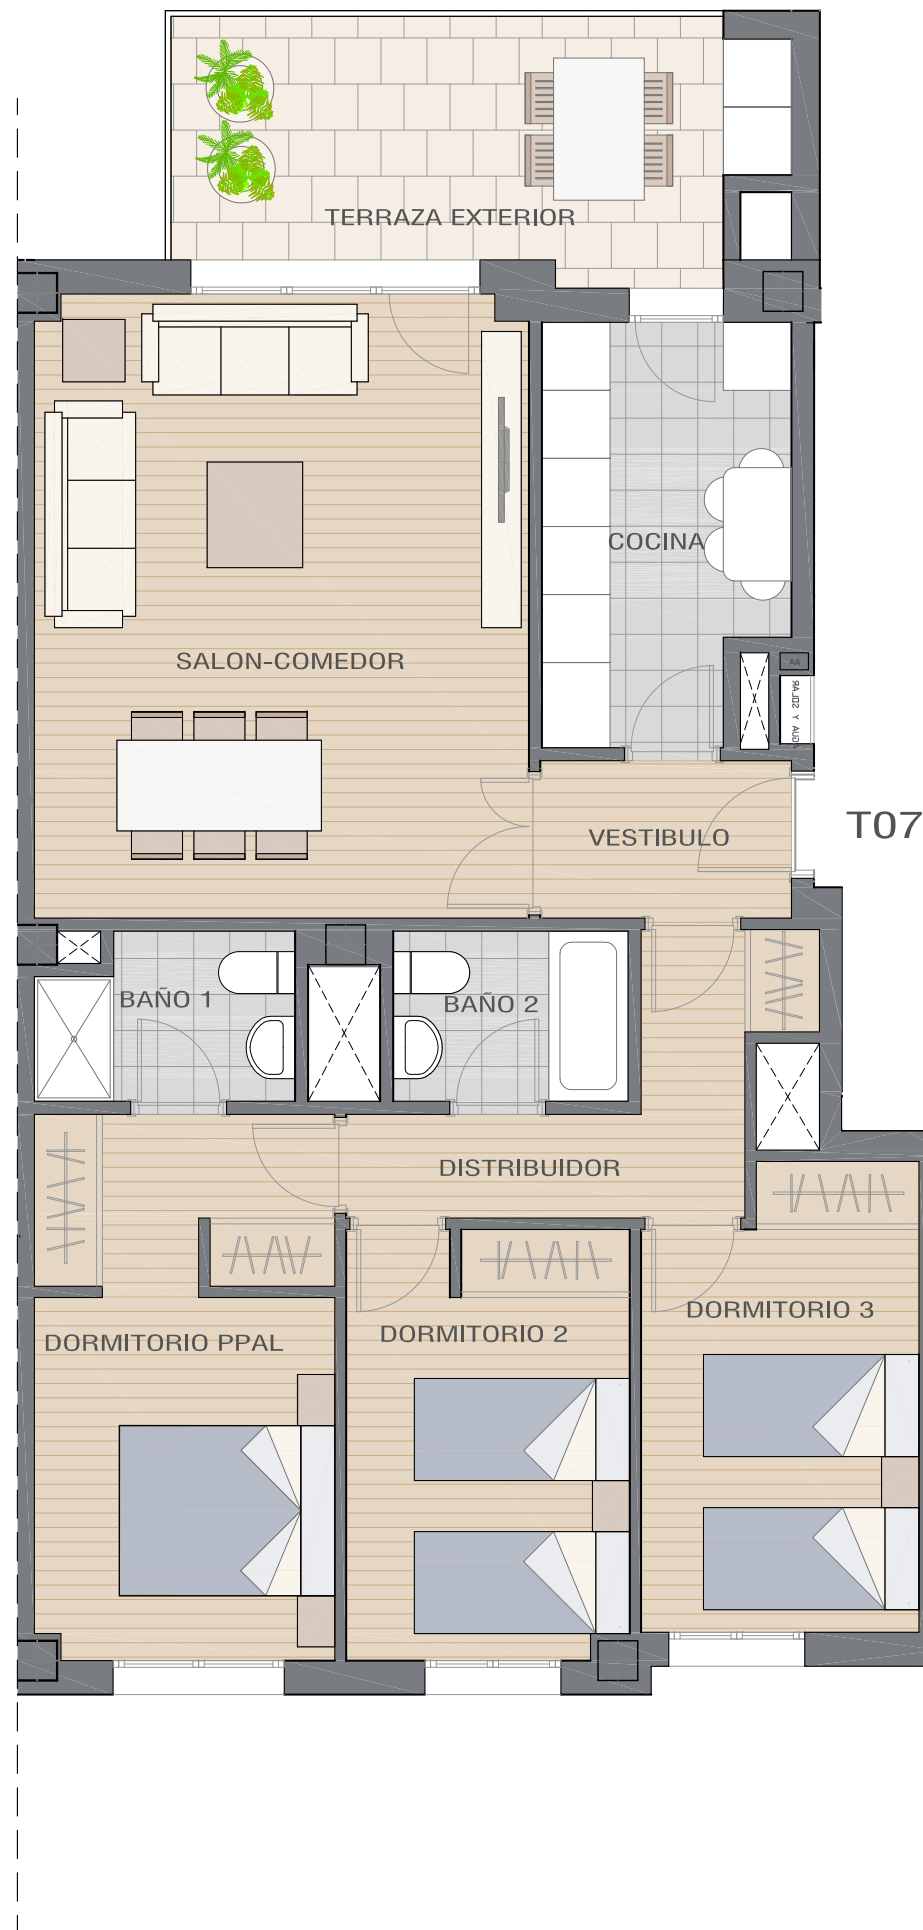 TERRAZA EXTERIOR
COCINA
SALON-COMEDOR
AA
VESTIBULO
T07
BAÑO 1
BAÑO 2
DISTRIBUIDOR
DORMITORIO 3
DORMITORIO 2
DORMITORIO PPAL